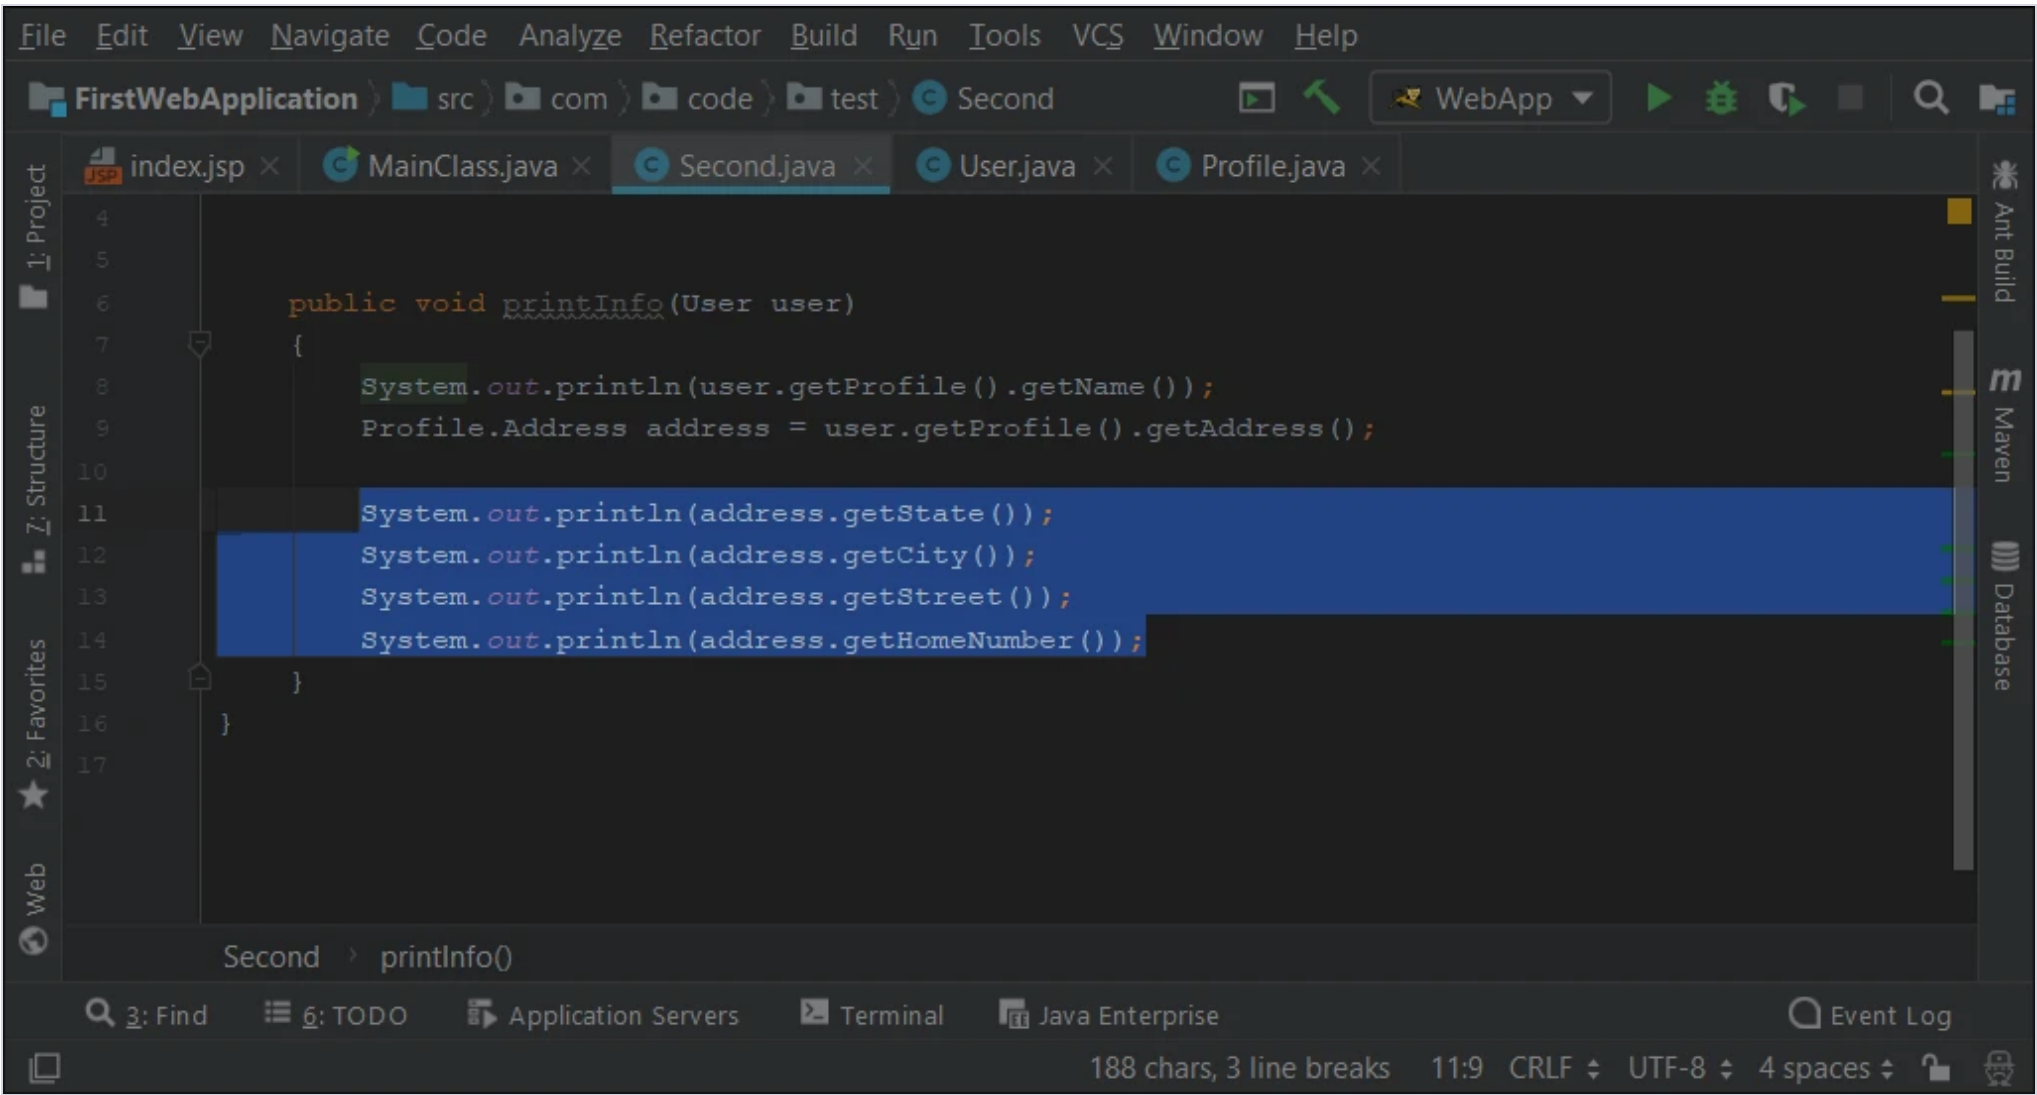 File Edit View Navigate Code Analyze Refactor Build Run Tools VCS Window Help
FirstWebApplication src com code test C Second WebApp
JSP index.jsp C MainClass.java C Second.java C User.java C Profile.java
1: Project
7: Structure
2: Favorites
Web
4
5
6 public void printInfo(User user)
7 {
8 System.out.println(user.getProfile().getName());
9 Profile.Address address = user.getProfile().getAddress();
10
11 System.out.println(address.getState());
12 System.out.println(address.getCity());
13 System.out.println(address.getStreet());
14 System.out.println(address.getHomeNumber());
15 }
16 }
17
Ant Build
m Maven
Database
Second printInfo()
3: Find 6: TODO Application Servers Terminal EE Java Enterprise Event Log
188 chars, 3 line breaks 11:9 CRLF UTF-8 4 spaces